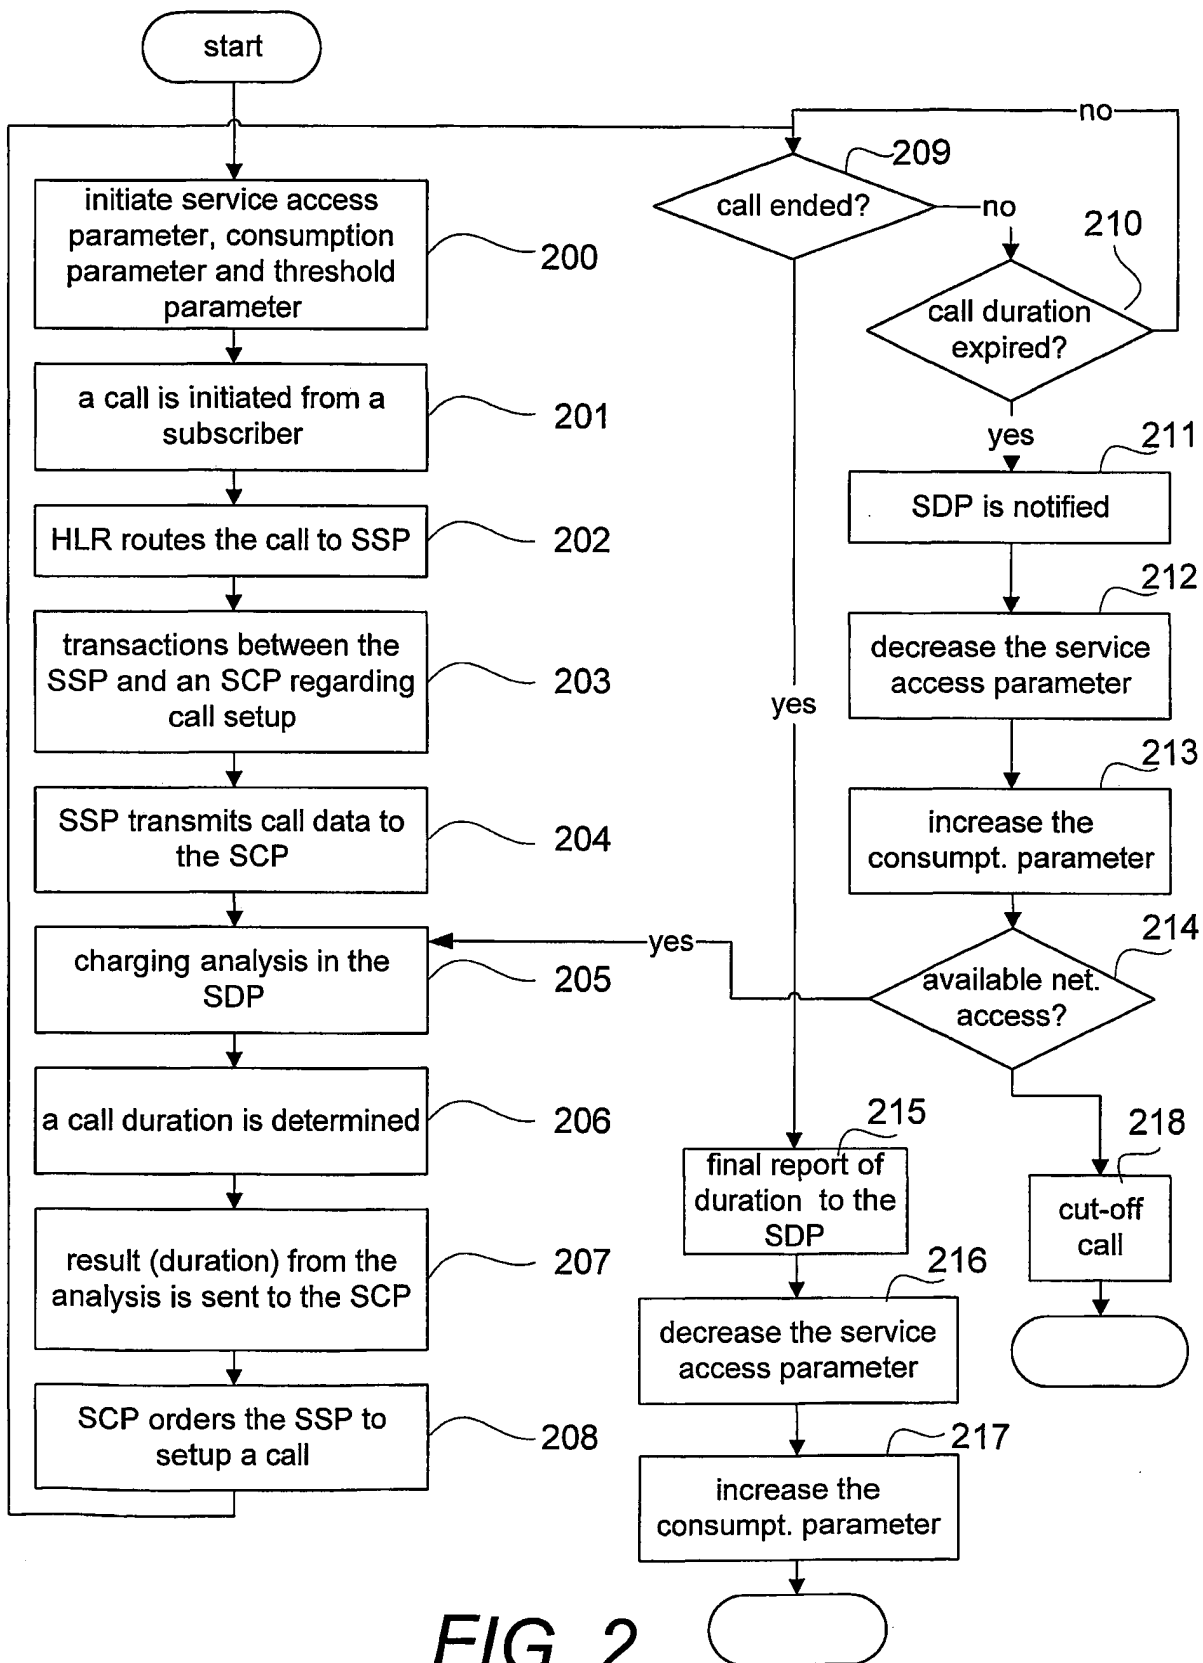 start
initiate service access
parameter, consumption
parameter and threshold
parameter
200
a call is initiated from a
subscriber
201
HLR routes the call to SSP
202
transactions between the
SSP and an SCP regarding
call setup
203
SSP transmits call data to
the SCP
204
charging analysis in the
SDP
205
a call duration is determined
206
result (duration) from the
analysis is sent to the SCP
207
SCP orders the SSP to
setup a call
208
no
call ended?
209
no
call duration
expired?
210
yes
SDP is notified
211
decrease the service
access parameter
212
increase the
consumpt. parameter
213
available net.
access?
214
yes
yes
cut-off
call
218
final report of
duration to the
SDP
215
decrease the service
access parameter
216
increase the
consumpt. parameter
217
FIG. 2